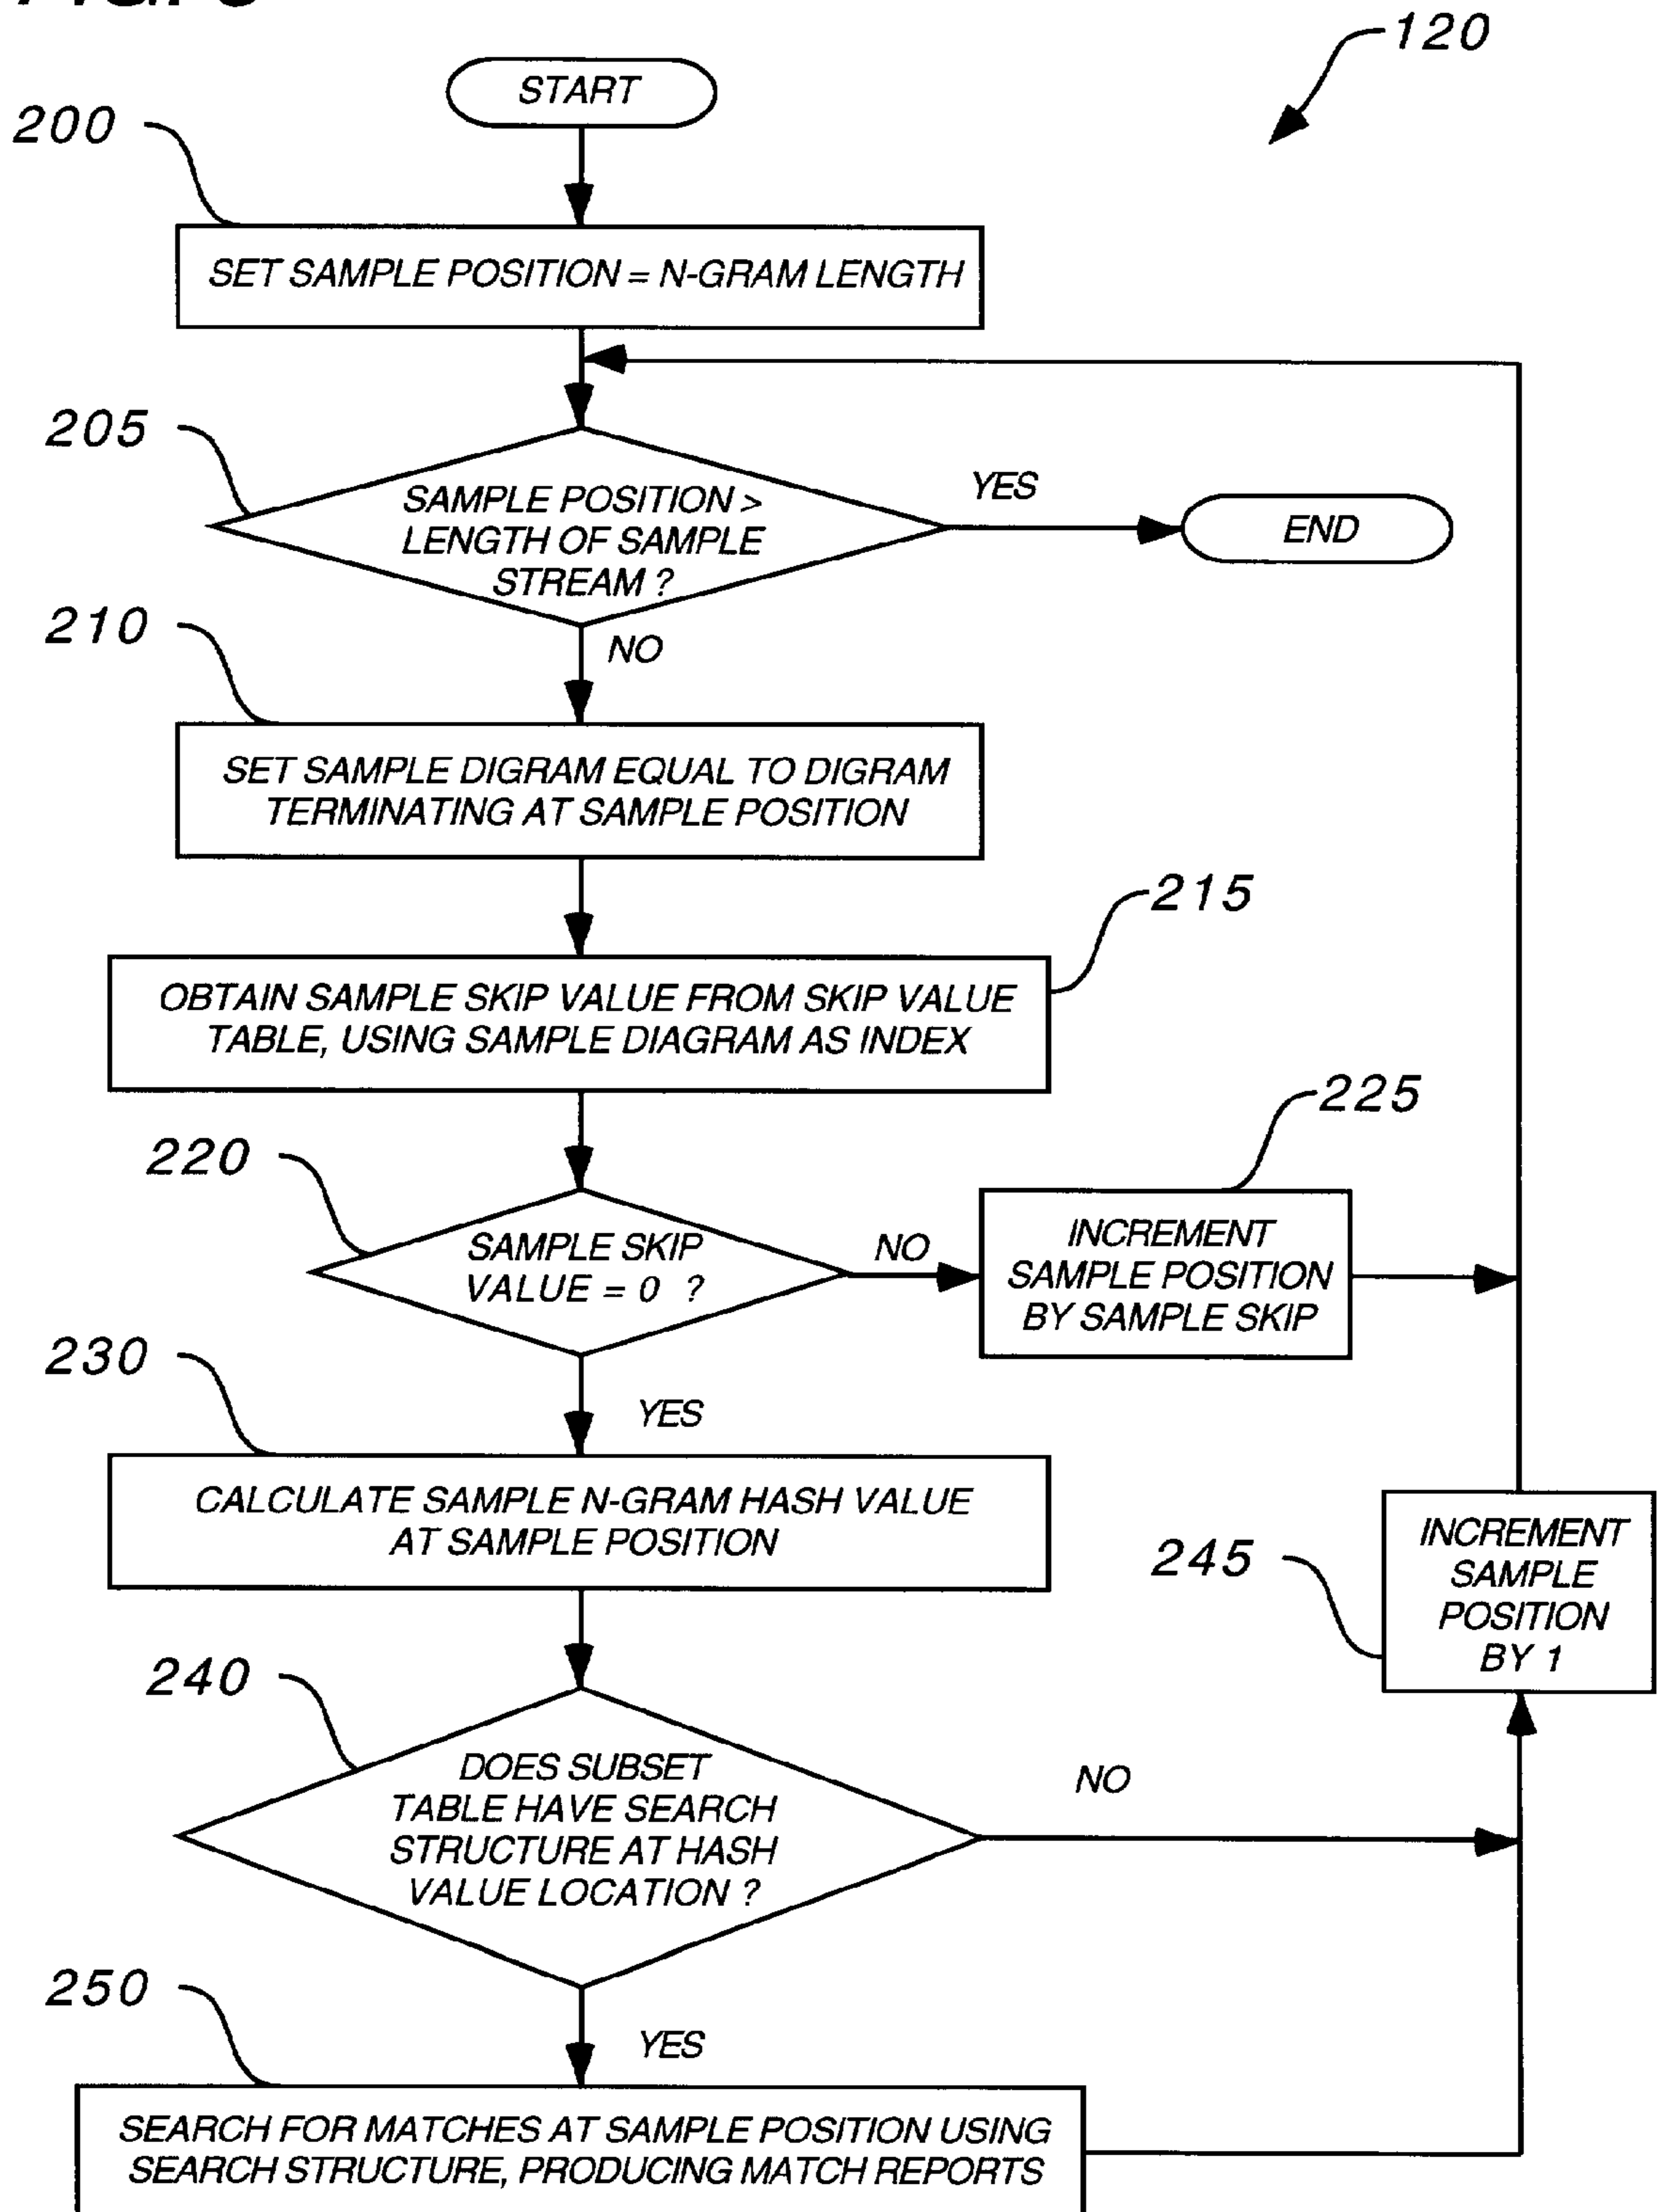 120
START
200
SET SAMPLE POSITION = N-GRAM LENGTH
205
SAMPLE POSITION >
LENGTH OF SAMPLE
STREAM ?
YES
END
210
NO
SET SAMPLE DIGRAM EQUAL TO DIGRAM
TERMINATING AT SAMPLE POSITION
215
OBTAIN SAMPLE SKIP VALUE FROM SKIP VALUE
TABLE, USING SAMPLE DIAGRAM AS INDEX
225
220
SAMPLE SKIP
VALUE = 0 ?
NO
INCREMENT
SAMPLE POSITION
BY SAMPLE SKIP
230
YES
CALCULATE SAMPLE N-GRAM HASH VALUE
AT SAMPLE POSITION
245
INCREMENT
SAMPLE
POSITION
BY 1
240
DOES SUBSET
TABLE HAVE SEARCH
STRUCTURE AT HASH
VALUE LOCATION ?
NO
250
YES
SEARCH FOR MATCHES AT SAMPLE POSITION USING
SEARCH STRUCTURE, PRODUCING MATCH REPORTS